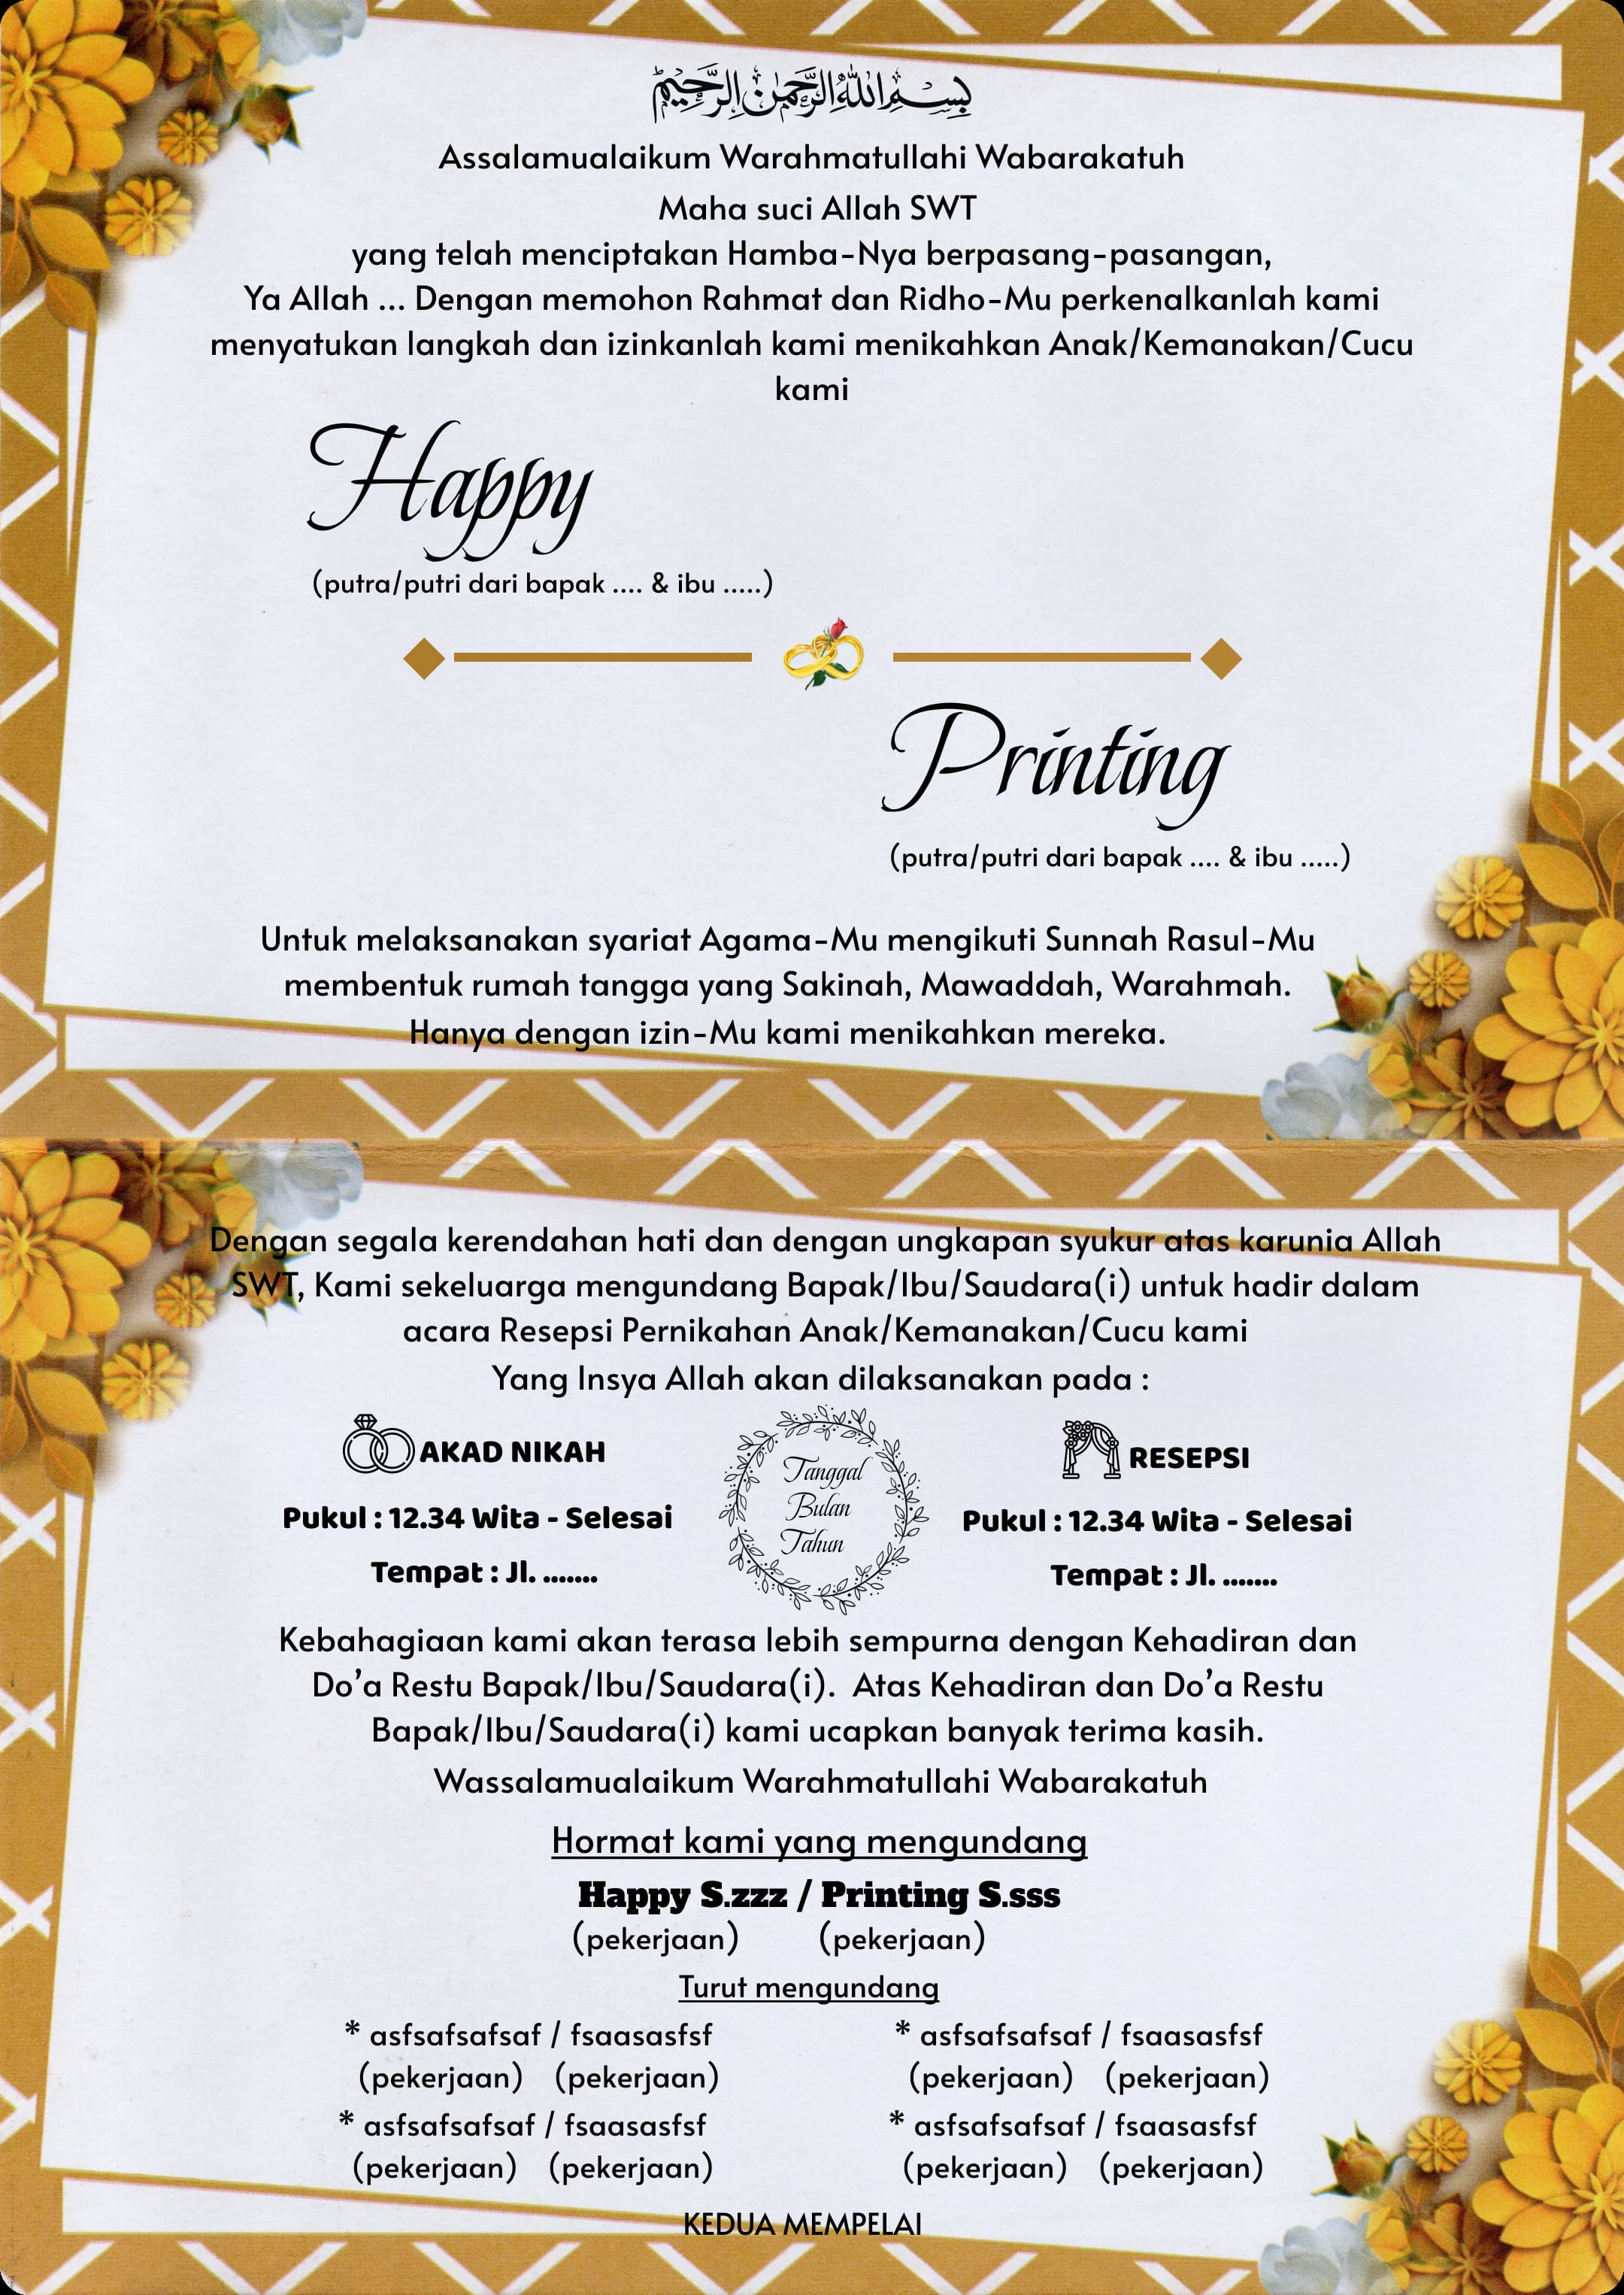 بِسْمِ اللهِ الرَّحْمٰنِ الرَّحِيْمِ
Assalamualaikum Warahmatullahi Wabarakatuh
Maha suci Allah SWT
yang telah menciptakan Hamba-Nya berpasang-pasangan,
Ya Allah ... Dengan memohon Rahmat dan Ridho-Mu perkenalkanlah kami
menyatukan langkah dan izinkanlah kami menikahkan Anak/Kemanakan/Cucu
kami
Happy
(putra/putri dari bapak .... & ibu .....)
Printing
(putra/putri dari bapak .... & ibu .....)
Untuk melaksanakan syariat Agama-Mu mengikuti Sunnah Rasul-Mu
membentuk rumah tangga yang Sakinah, Mawaddah, Warahmah.
Hanya dengan izin-Mu kami menikahkan mereka.
Dengan segala kerendahan hati dan dengan ungkapan syukur atas karunia Allah
SWT, Kami sekeluarga mengundang Bapak/Ibu/Saudara(i) untuk hadir dalam
acara Resepsi Pernikahan Anak/Kemanakan/Cucu kami
Yang Insya Allah akan dilaksanakan pada :
AKAD NIKAH
Pukul : 12.34 Wita - Selesai
Tempat : Jl. .......
Tanggal
Bulan
Tahun
RESEPSI
Pukul : 12.34 Wita - Selesai
Tempat : Jl. .......
Kebahagiaan kami akan terasa lebih sempurna dengan Kehadiran dan
Do’a Restu Bapak/Ibu/Saudara(i).  Atas Kehadiran dan Do’a Restu
Bapak/Ibu/Saudara(i) kami ucapkan banyak terima kasih.
Wassalamualaikum Warahmatullahi Wabarakatuh
Hormat kami yang mengundang
Happy S.zzz / Printing S.sss
(pekerjaan) (pekerjaan)
Turut mengundang
* asfsafsafsaf / fsaasasfsf
(pekerjaan) (pekerjaan)
* asfsafsafsaf / fsaasasfsf
(pekerjaan) (pekerjaan)
* asfsafsafsaf / fsaasasfsf
(pekerjaan) (pekerjaan)
* asfsafsafsaf / fsaasasfsf
(pekerjaan) (pekerjaan)
KEDUA MEMPELAI